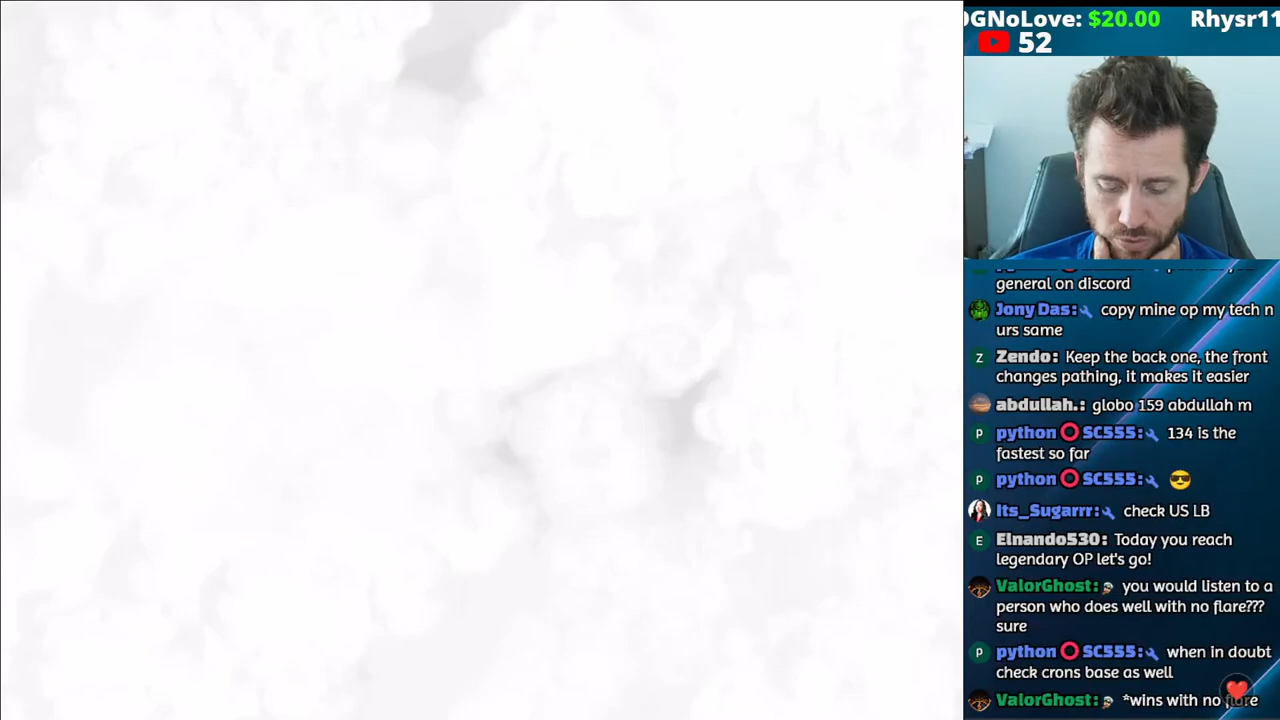 OGNoLove: $20.00 Rhysr11
52
general on discord
Jony Das: copy mine op my tech n
urs same
Z Zendo: Keep the back one, the front
changes pathing, it makes it easier
abdullah.: globo 159 abdullah m
P python ⭕ SC555: 134 is the
fastest so far
P python ⭕ SC555: 😎
Its_Sugarrr: check US LB
E Elnando530: Today you reach
legendary OP let's go!
ValorGhost: you would listen to a
person who does well with no flare???
sure
P python ⭕ SC555: when in doubt
check crons base as well
ValorGhost: *wins with no flare